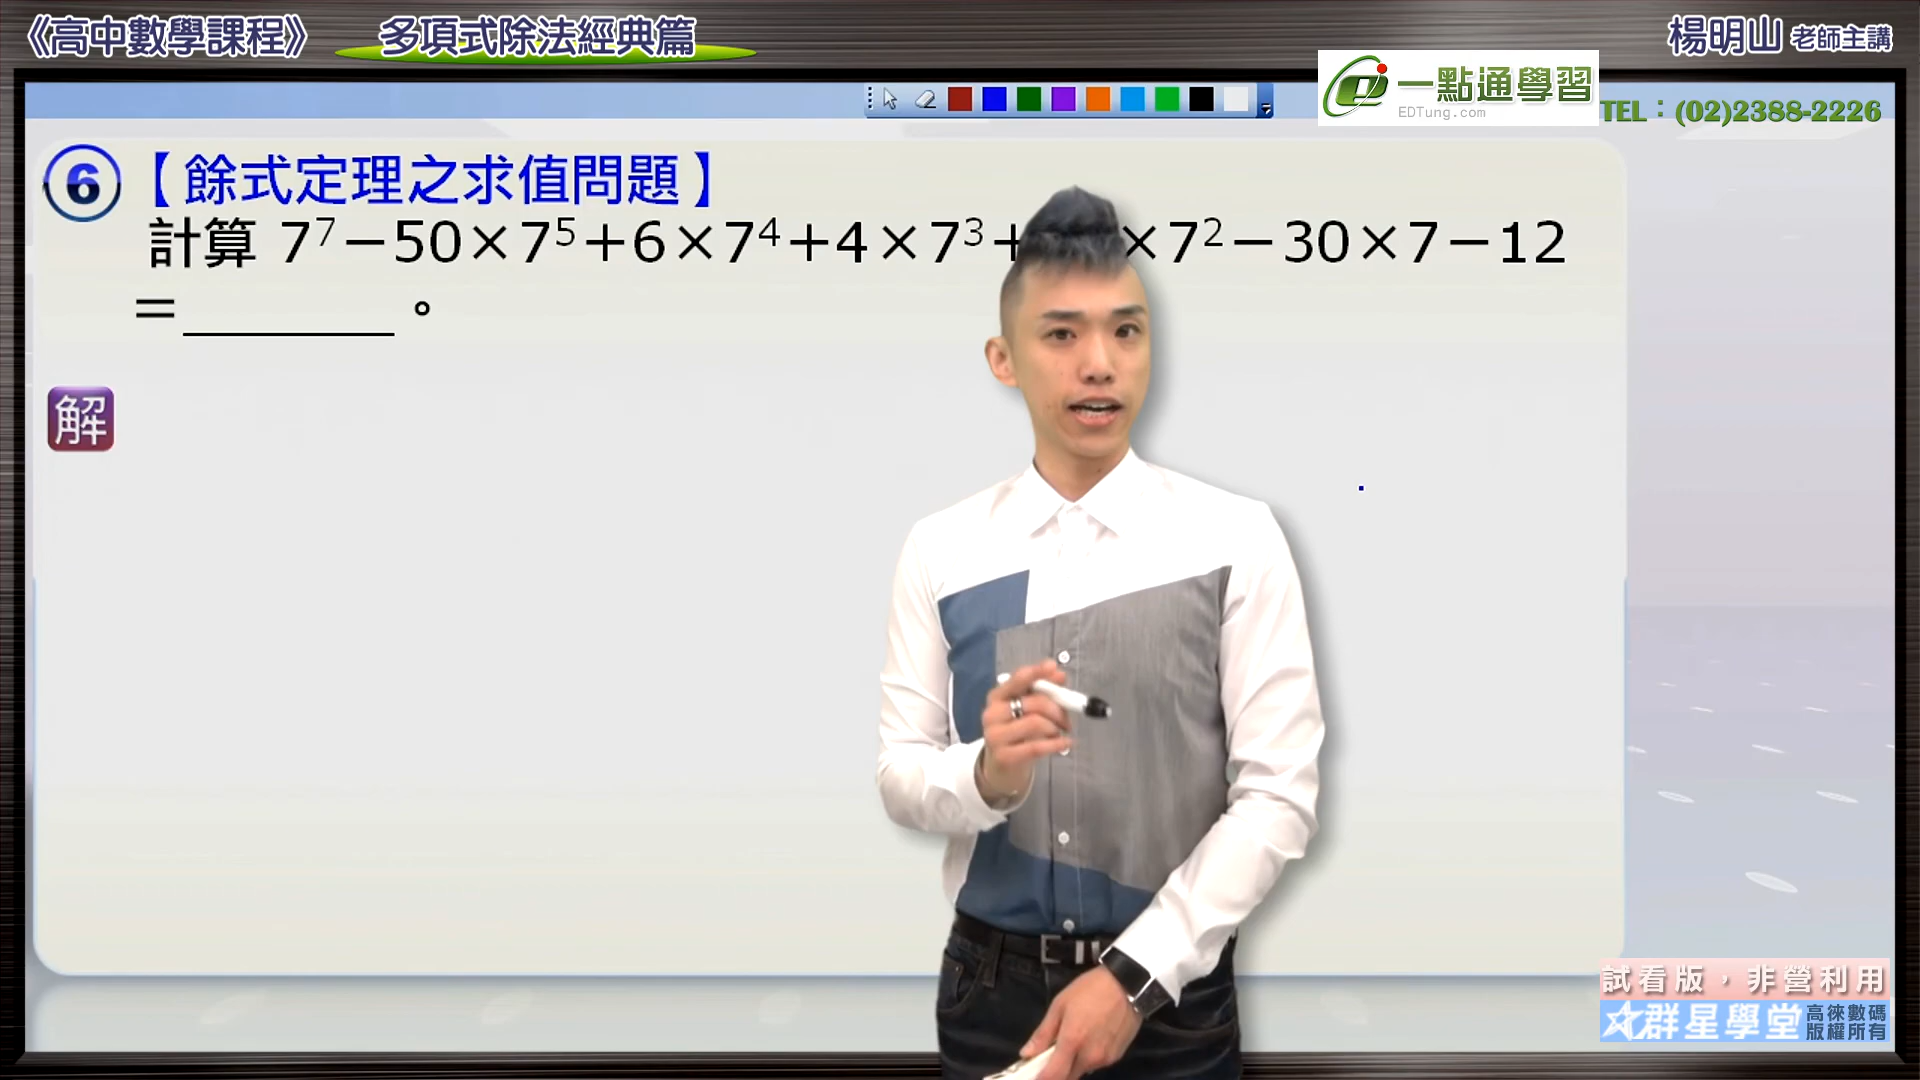 《高中數學課程》 多項式除法經典篇
楊明山 老師主講
一點通學習
EDTung.com
TEL:(02)2388-2226
6 【餘式定理之求值問題】
計算 7⁷－50×7⁵＋6×7⁴＋4×7³＋ ×7²－30×7－12
＝________。
解
試看版，非營利用
群星學堂 高徠數碼
版權所有